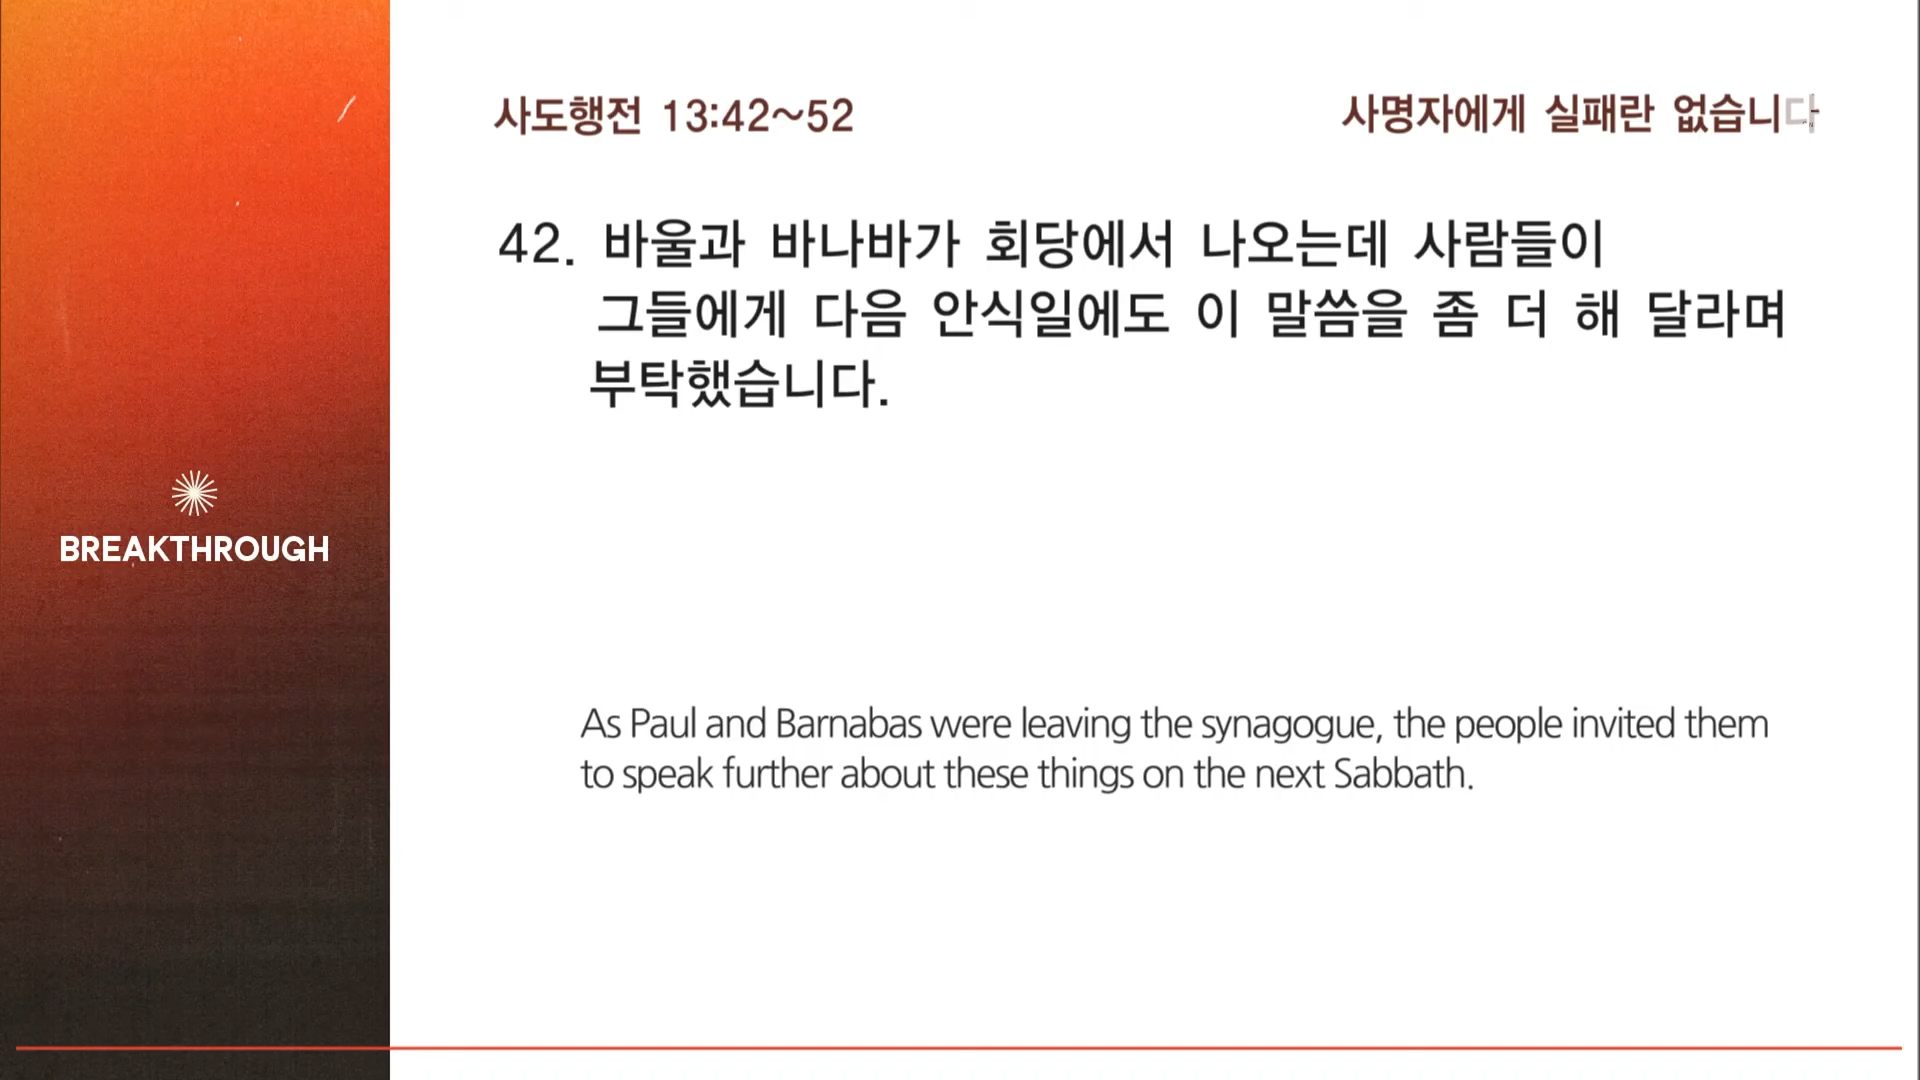 사도행전 13:42~52
사명자에게 실패란 없습니다
42. 바울과 바나바가 회당에서 나오는데 사람들이
그들에게 다음 안식일에도 이 말씀을 좀 더 해 달라며
부탁했습니다.
BREAKTHROUGH
As Paul and Barnabas were leaving the synagogue, the people invited them
to speak further about these things on the next Sabbath.